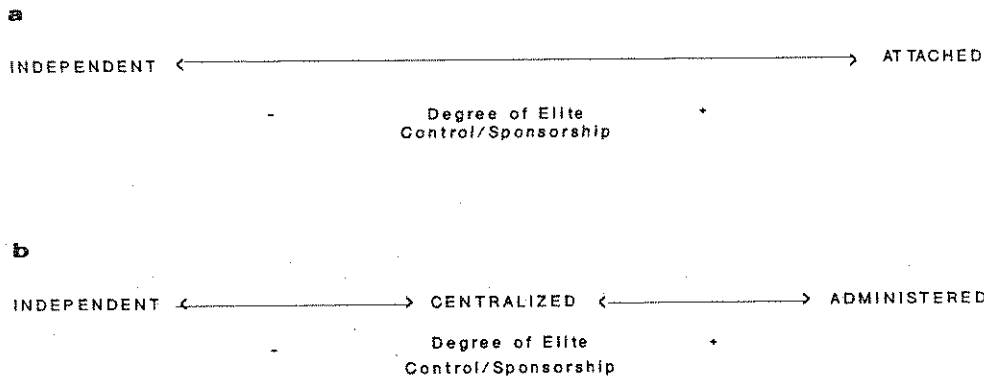 a
INDEPENDENT ATTACHED
- Degree of Elite +
Control/Sponsorship
b
INDEPENDENT CENTRALIZED ADMINISTERED
- Degree of Elite +
Control/Sponsorship